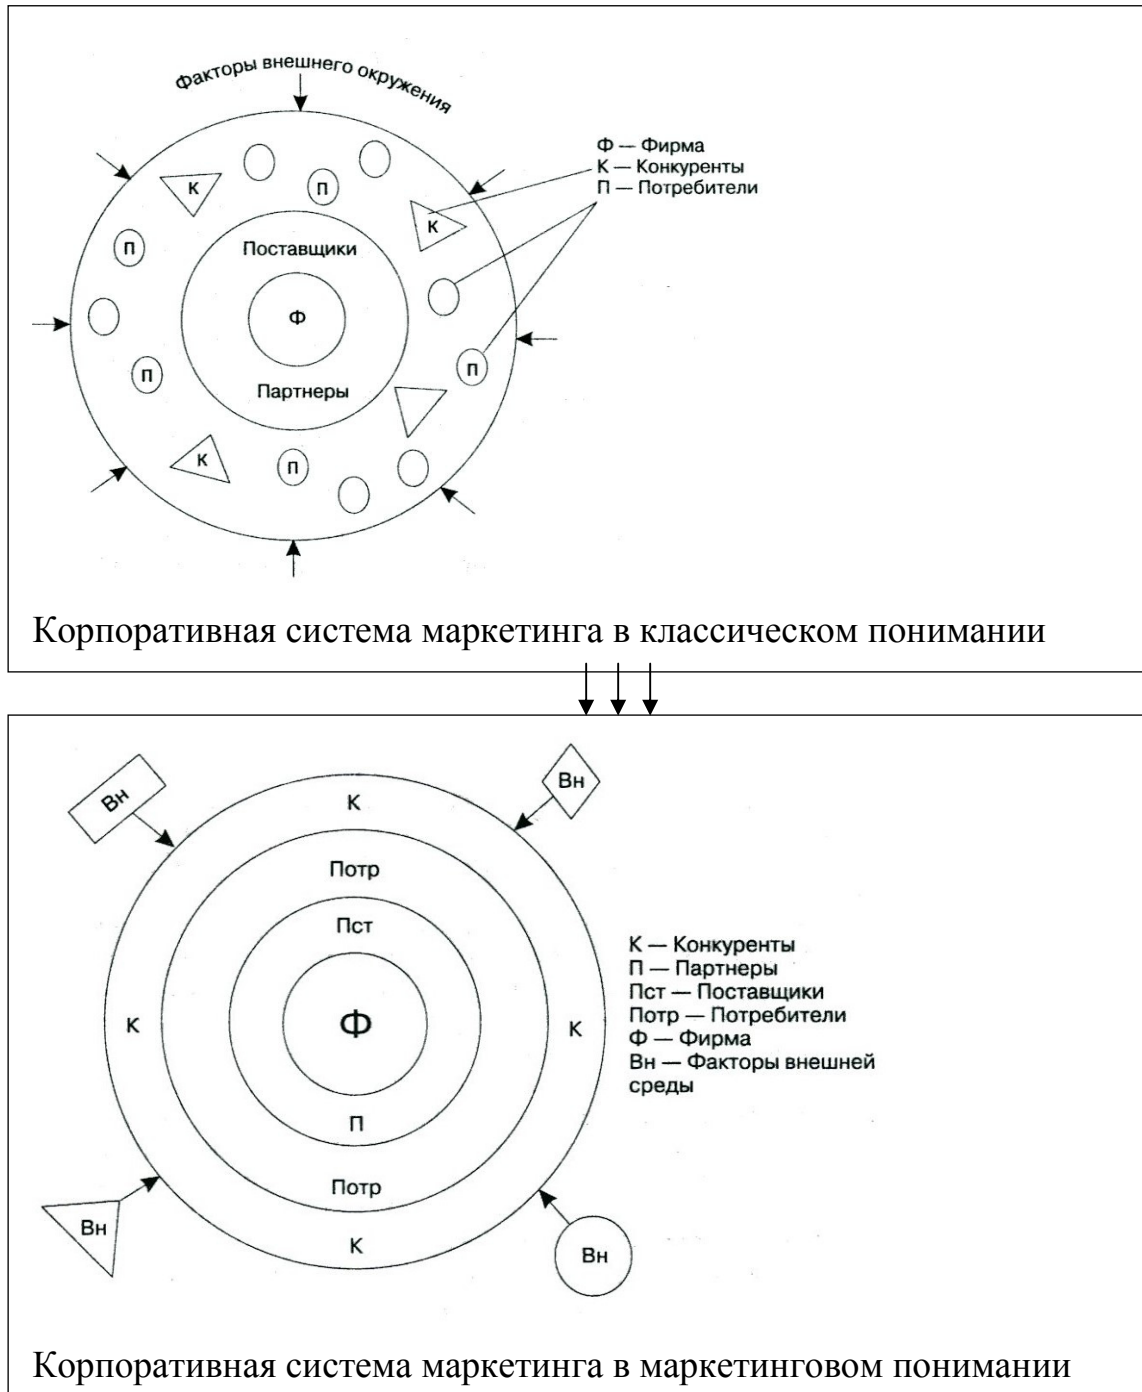 Факторы внешнего окружения
Ф — Фирма
К — Конкуренты
П — Потребители
К
П
К
П
Поставщики
Ф
П
П
Партнеры
К
П
Корпоративная система маркетинга в классическом понимании
Вн
Вн
К
Потр
Пст
К — Конкуренты
П — Партнеры
Пст — Поставщики
Потр — Потребители
Ф — Фирма
Вн — Факторы внешней
среды
К
Ф
К
П
Потр
Вн
К
Вн
Корпоративная система маркетинга в маркетинговом понимании